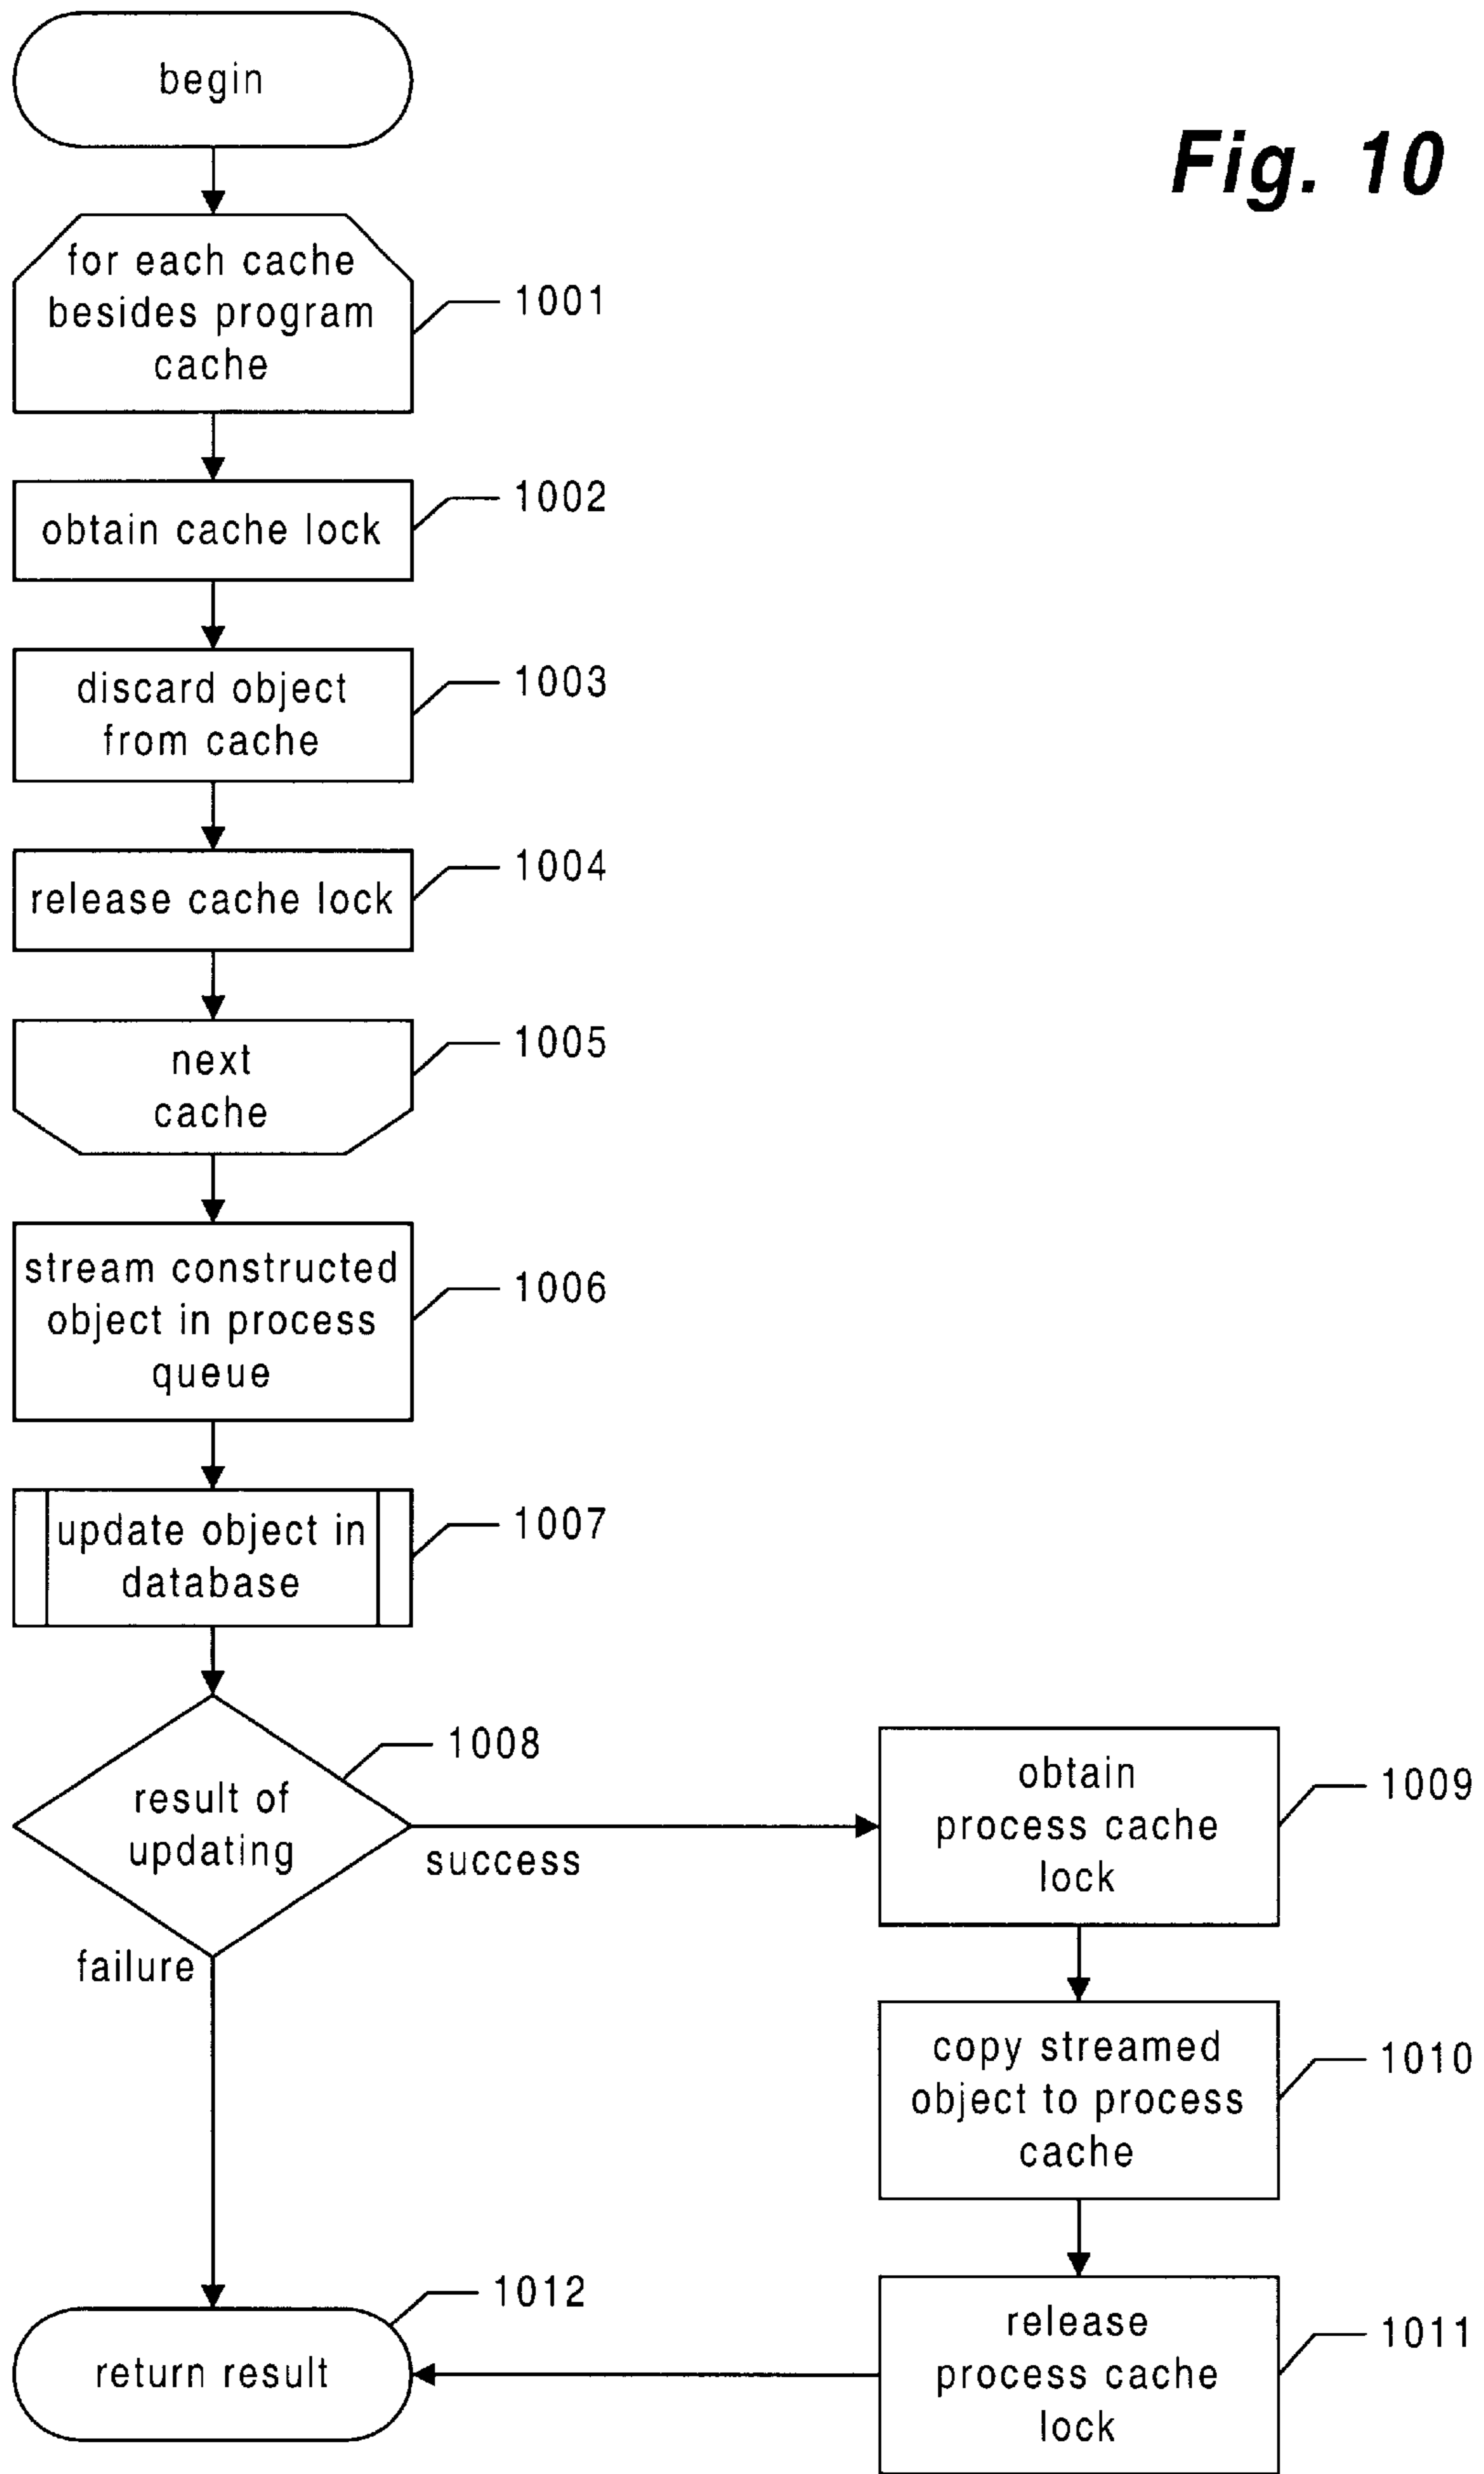 begin
Fig. 10
for each cache
besides program
cache
1001
obtain cache lock
1002
discard object
from cache
1003
release cache lock
1004
next
cache
1005
stream constructed
object in process
queue
1006
update object in
database
1007
result of
updating
1008
success
failure
obtain
process cache
lock
1009
copy streamed
object to process
cache
1010
release
process cache
lock
1011
return result
1012